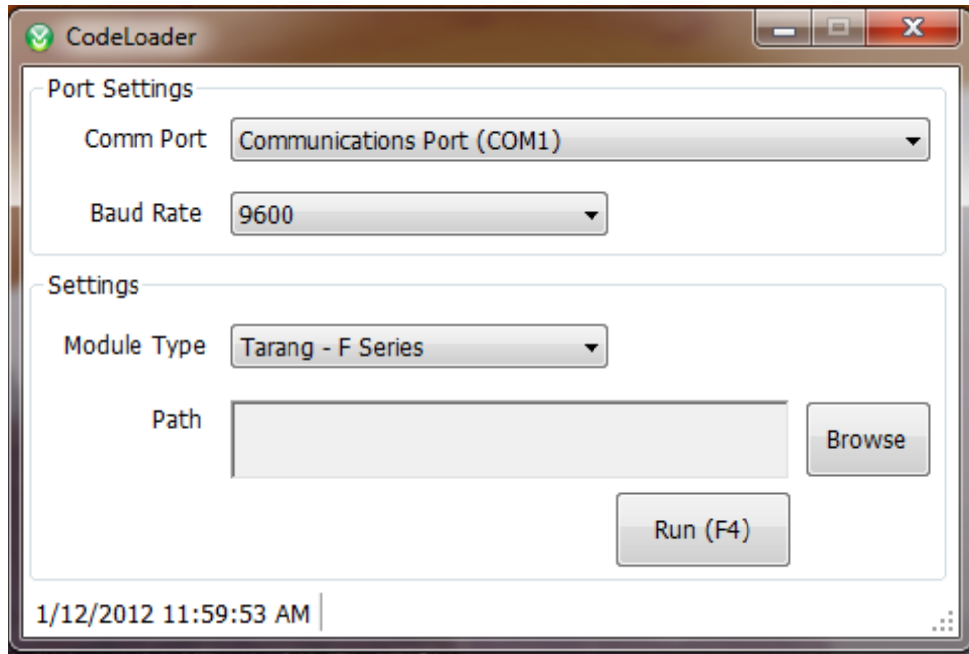 CodeLoader
Port Settings
Comm Port Communications Port (COM1)
Baud Rate 9600
Settings
Module Type Tarang - F Series
Path
Browse
Run (F4)
1/12/2012 11:59:53 AM